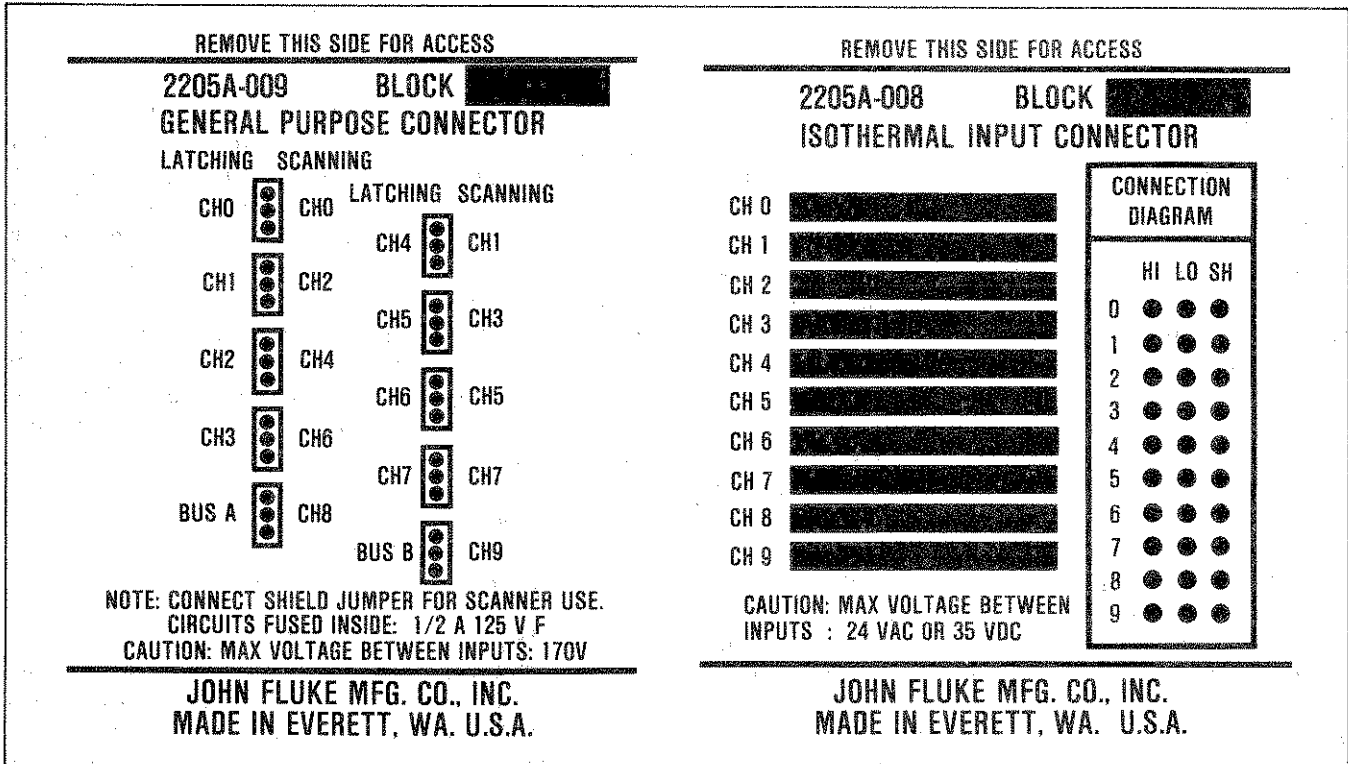 REMOVE THIS SIDE FOR ACCESS
2205A-009 BLOCK
GENERAL PURPOSE CONNECTOR
LATCHING SCANNING
CH0 CH0
CH1 CH2
CH2 CH4
CH3 CH6
BUS A CH8
LATCHING SCANNING
CH4 CH1
CH5 CH3
CH6 CH5
CH7 CH7
BUS B CH9
NOTE: CONNECT SHIELD JUMPER FOR SCANNER USE.
CIRCUITS FUSED INSIDE: 1/2 A 125 V F
CAUTION: MAX VOLTAGE BETWEEN INPUTS: 170V
JOHN FLUKE MFG. CO., INC.
MADE IN EVERETT, WA. U.S.A.
REMOVE THIS SIDE FOR ACCESS
2205A-008 BLOCK
ISOTHERMAL INPUT CONNECTOR
CH 0
CH 1
CH 2
CH 3
CH 4
CH 5
CH 6
CH 7
CH 8
CH 9
CONNECTION
DIAGRAM
HI LO SH
0
1
2
3
4
5
6
7
8
9
CAUTION: MAX VOLTAGE BETWEEN
INPUTS : 24 VAC OR 35 VDC
JOHN FLUKE MFG. CO., INC.
MADE IN EVERETT, WA. U.S.A.